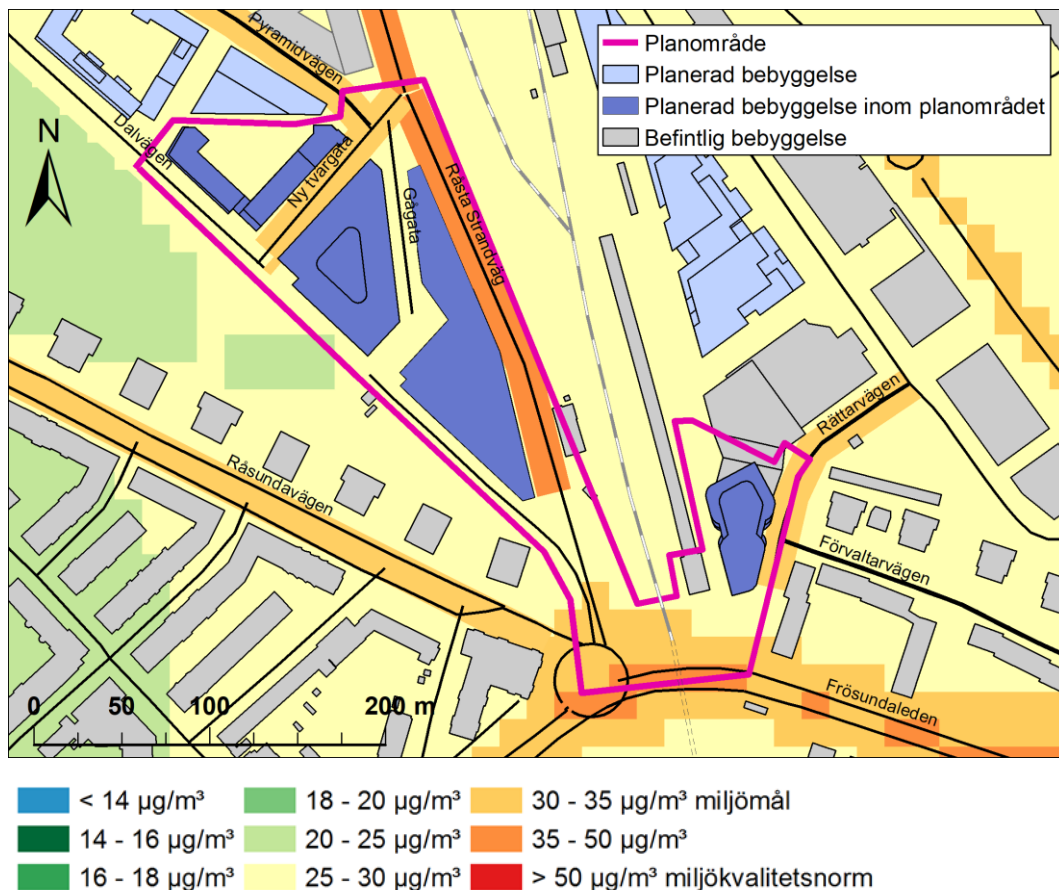 Planområde
Planerad bebyggelse
Planerad bebyggelse inom planområdet
Befintlig bebyggelse
Pyramidvägen
Dalvägen
N
Ny tvärgata
Gågata
Rasta Strandväg
Råsundavägen
Rättarvägen
Förvaltarvägen
Frösundaleden
0 50 100 200 m
< 14 µg/m³ 18 - 20 µg/m³ 30 - 35 µg/m³ miljömål
14 - 16 µg/m³ 20 - 25 µg/m³ 35 - 50 µg/m³
16 - 18 µg/m³ 25 - 30 µg/m³ > 50 µg/m³ miljökvalitetsnorm